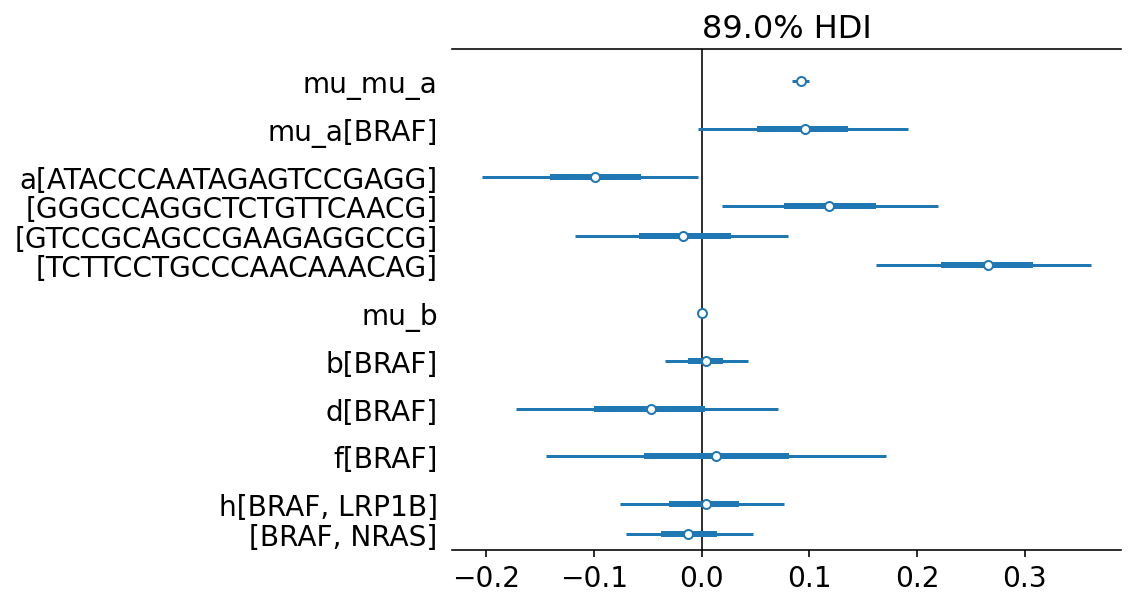 89.0% HDI
mu_mu_a
mu_a[BRAF]
a[ATACCCAATAGAGTCCGAGG]
[GGGCCAGGCTCTGTTCAACG]
[GTCCGCAGCCGAAGAGGCCG]
[TCTTCCTGCCCAACAAACAG]
mu_b
b[BRAF]
d[BRAF]
f[BRAF]
h[BRAF, LRP1B]
[BRAF, NRAS]
−0.2 −0.1 0.0 0.1 0.2 0.3